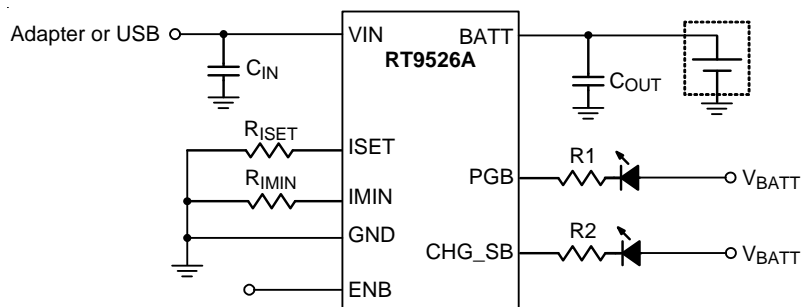 Adapter or USB
VIN
BATT
RT9526A
CIN
COUT
RISET
ISET
R1
PGB
VBATT
RIMIN
IMIN
GND
R2
CHG_SB
VBATT
ENB